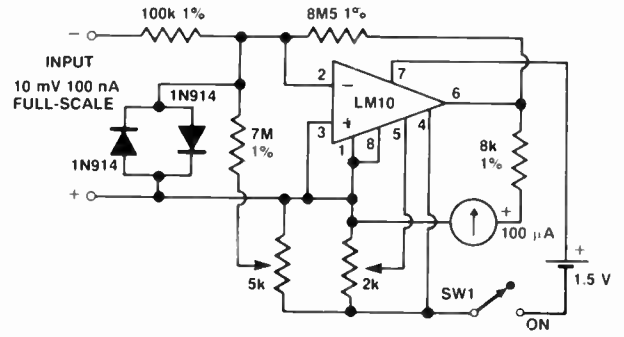 100k 1%
8M5 1%
−
INPUT
10 mV 100 nA
FULL-SCALE
1N914
1N914
+
7M
1%
2
−
3
+
LM10
7
6
1
8
5
4
8k
1%
+
100 µA
5k
2k
SW1
ON
+
1.5 V